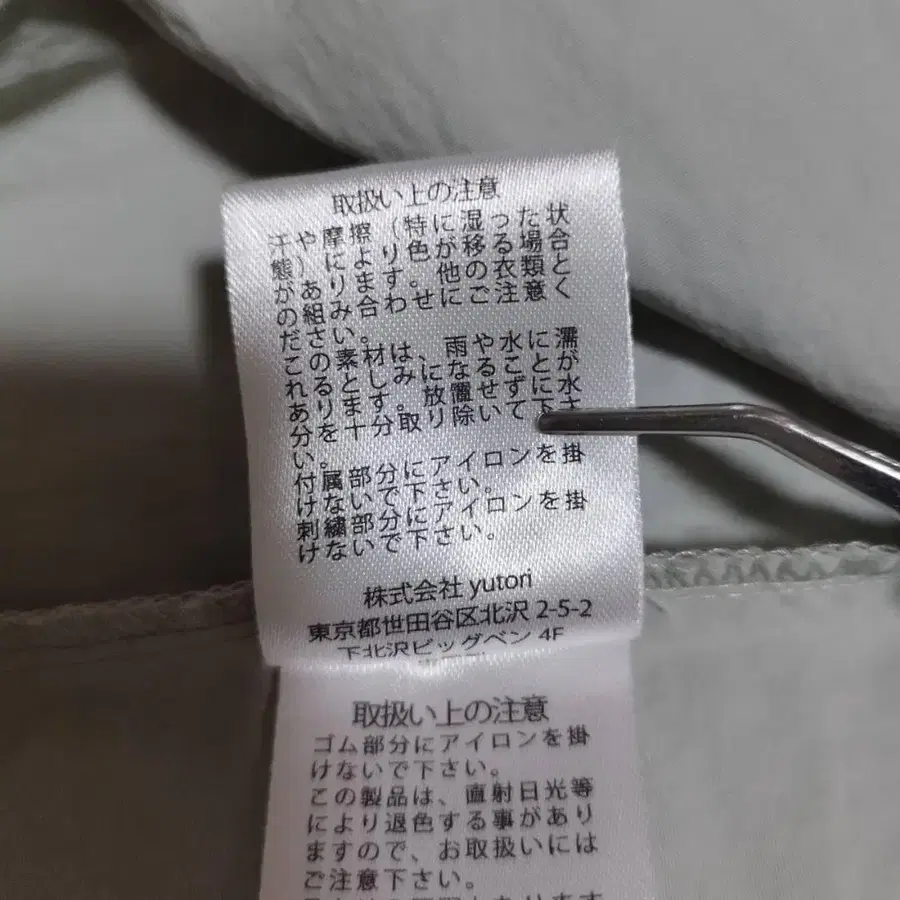 取扱い上の注意
汗や摩擦（特に湿った状
態）により色が移る場合
があります。他の衣類と
の組み合わせにご注意く
ださい。
この素材は、雨や水に濡
れるとしみになることが
あります。放置せずに水
分を十分取り除いて下さ
い。
付属部分にアイロンを掛
けないで下さい。
刺繍部分にアイロンを掛
けないで下さい。
株式会社 yutori
東京都世田谷区北沢 2-5-2
下北沢ビッグベン 4F
取扱い上の注意
ゴム部分にアイロンを掛
けないで下さい。
この製品は、直射日光等
により退色する事があり
ますので、お取扱いには
ご注意下さい。